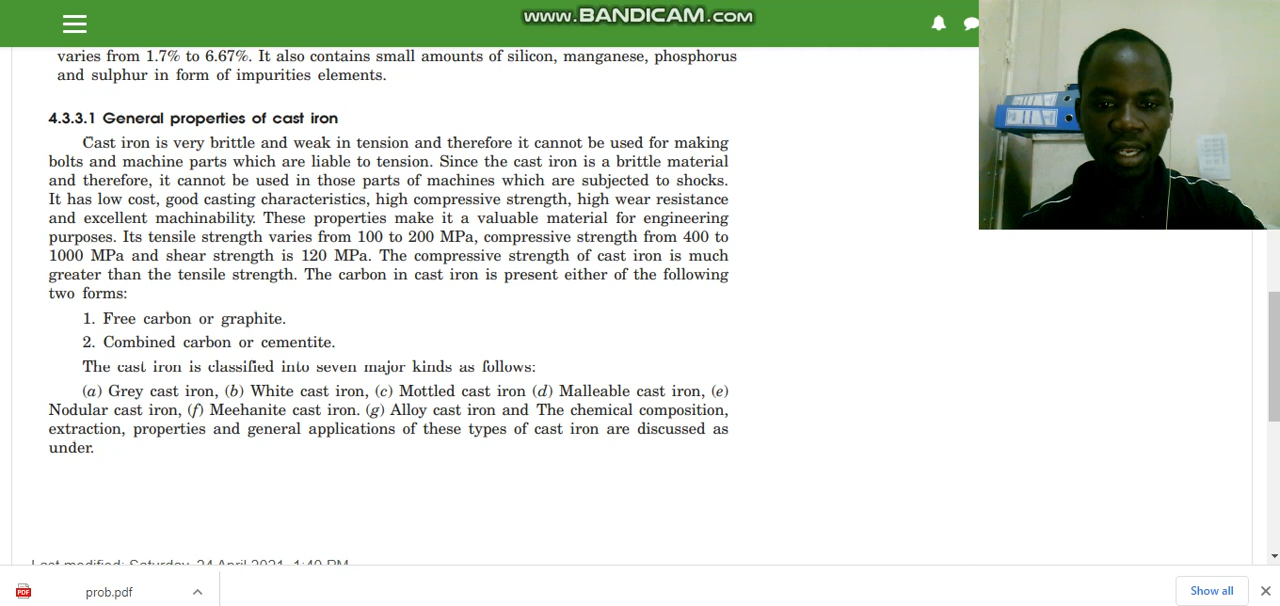 www.BANDICAM.com
varies from 1.7% to 6.67%. It also contains small amounts of silicon, manganese, phosphorus
and sulphur in form of impurities elements.
4.3.3.1 General properties of cast iron
Cast iron is very brittle and weak in tension and therefore it cannot be used for making
bolts and machine parts which are liable to tension. Since the cast iron is a brittle material
and therefore, it cannot be used in those parts of machines which are subjected to shocks.
It has low cost, good casting characteristics, high compressive strength, high wear resistance
and excellent machinability. These properties make it a valuable material for engineering
purposes. Its tensile strength varies from 100 to 200 MPa, compressive strength from 400 to
1000 MPa and shear strength is 120 MPa. The compressive strength of cast iron is much
greater than the tensile strength. The carbon in cast iron is present either of the following
two forms:
1. Free carbon or graphite.
2. Combined carbon or cementite.
The cast iron is classified into seven major kinds as follows:
(a) Grey cast iron, (b) White cast iron, (c) Mottled cast iron (d) Malleable cast iron, (e)
Nodular cast iron, (f) Meehanite cast iron. (g) Alloy cast iron and The chemical composition,
extraction, properties and general applications of these types of cast iron are discussed as
under.
Last modified: Saturday, 24 April 2021, 1:49 PM
PDF
prob.pdf
Show all